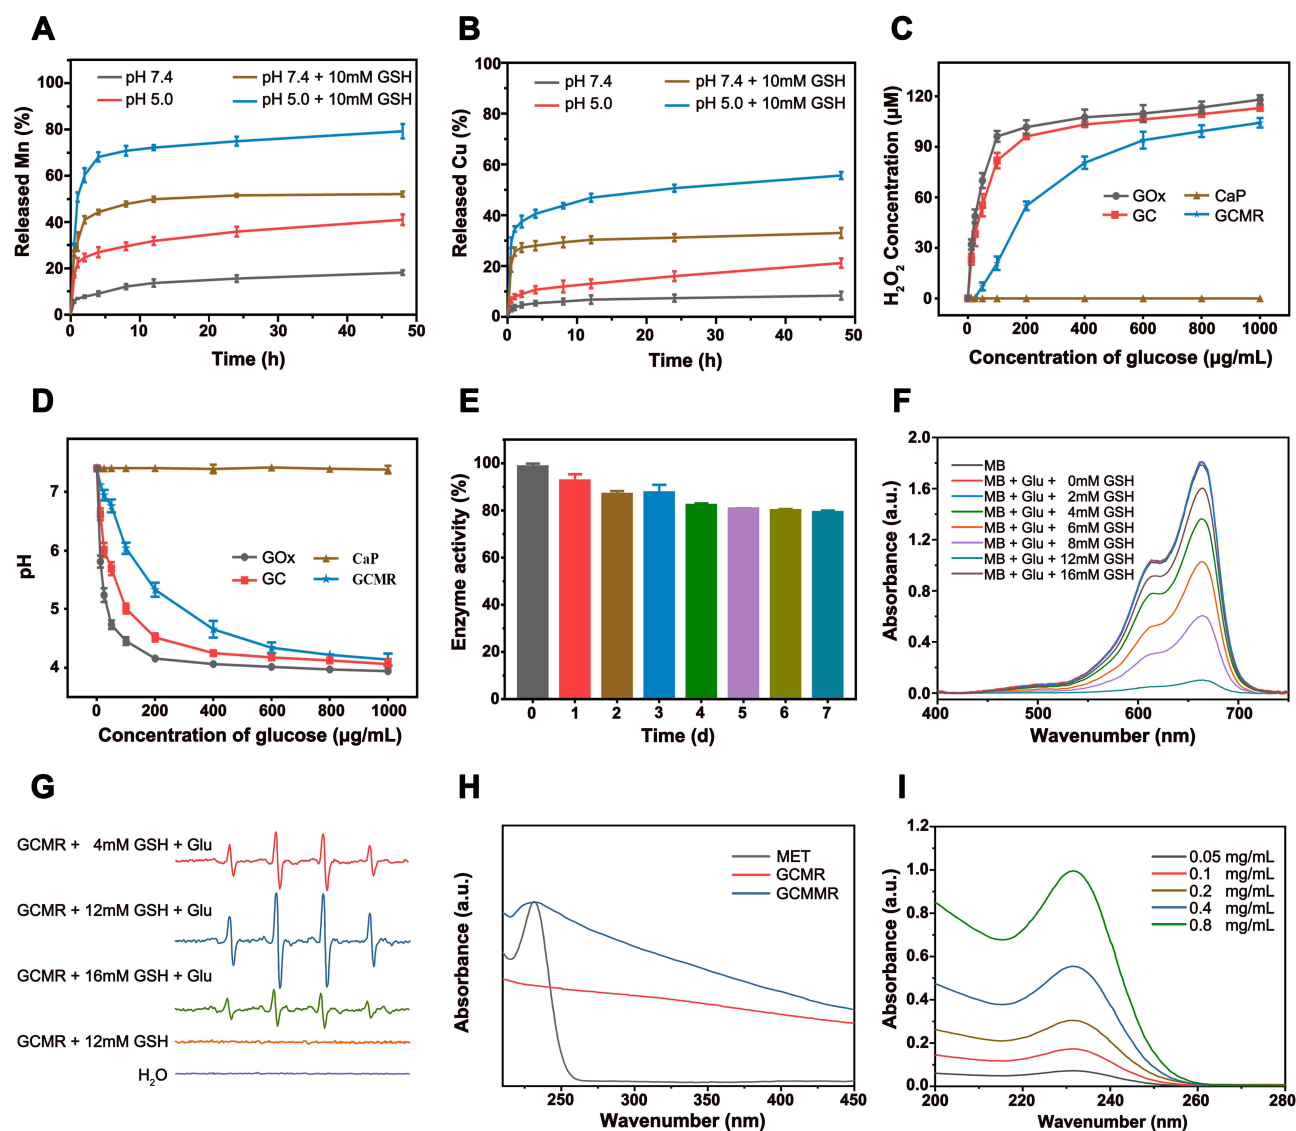 A
B
C
Released Mn (%)
100
80
60
40
20
0
pH 7.4
pH 5.0
pH 7.4 + 10mM GSH
pH 5.0 + 10mM GSH
0 10 20 30 40 50
Time (h)
Released Cu (%)
100
80
60
40
20
0
pH 7.4
pH 5.0
pH 7.4 + 10mM GSH
pH 5.0 + 10mM GSH
0 10 20 30 40 50
Time (h)
H₂O₂ Concentration (µM)
120
90
60
30
0
GOx
GC
CaP
GCMR
0 200 400 600 800 1000
Concentration of glucose (µg/mL)
D
E
F
pH
7
6
5
4
GOx
GC
CaP
GCMR
0 200 400 600 800 1000
Concentration of glucose (µg/mL)
Enzyme activity (%)
100
80
60
40
20
0
0 1 2 3 4 5 6 7
Time (d)
Absorbance (a.u.)
2.0
1.6
1.2
0.8
0.4
0.0
MB
MB + Glu + 0mM GSH
MB + Glu + 2mM GSH
MB + Glu + 4mM GSH
MB + Glu + 6mM GSH
MB + Glu + 8mM GSH
MB + Glu + 12mM GSH
MB + Glu + 16mM GSH
400 500 600 700
Wavenumber (nm)
G
H
I
GCMR + 4mM GSH + Glu
GCMR + 12mM GSH + Glu
GCMR + 16mM GSH + Glu
GCMR + 12mM GSH
H₂O
Absorbance (a.u.)
MET
GCMR
GCMMR
250 300 350 400 450
Wavenumber (nm)
Absorbance (a.u.)
1.2
1.0
0.8
0.6
0.4
0.2
0.0
0.05 mg/mL
0.1 mg/mL
0.2 mg/mL
0.4 mg/mL
0.8 mg/mL
200 220 240 260 280
Wavenumber (nm)